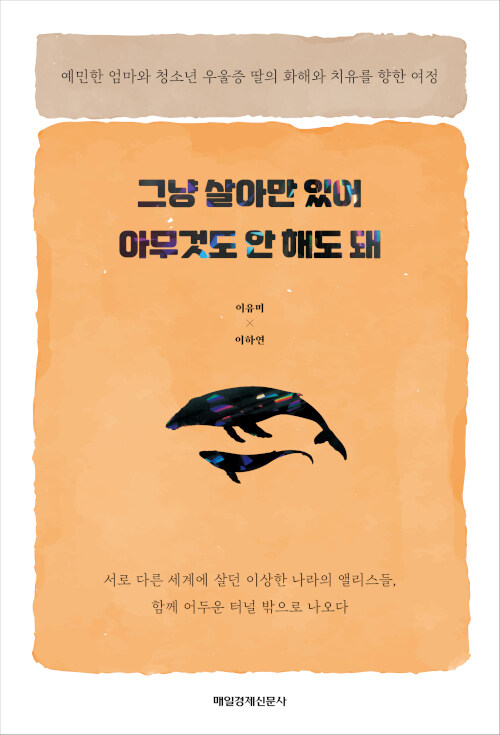 예민한 엄마와 청소년 우울증 딸의 화해와 치유를 향한 여정
그냥 살아만 있어
아무것도 안 해도 돼
이유미
×
이하연
서로 다른 세계에 살던 이상한 나라의 앨리스들,
함께 어두운 터널 밖으로 나오다
매일경제신문사